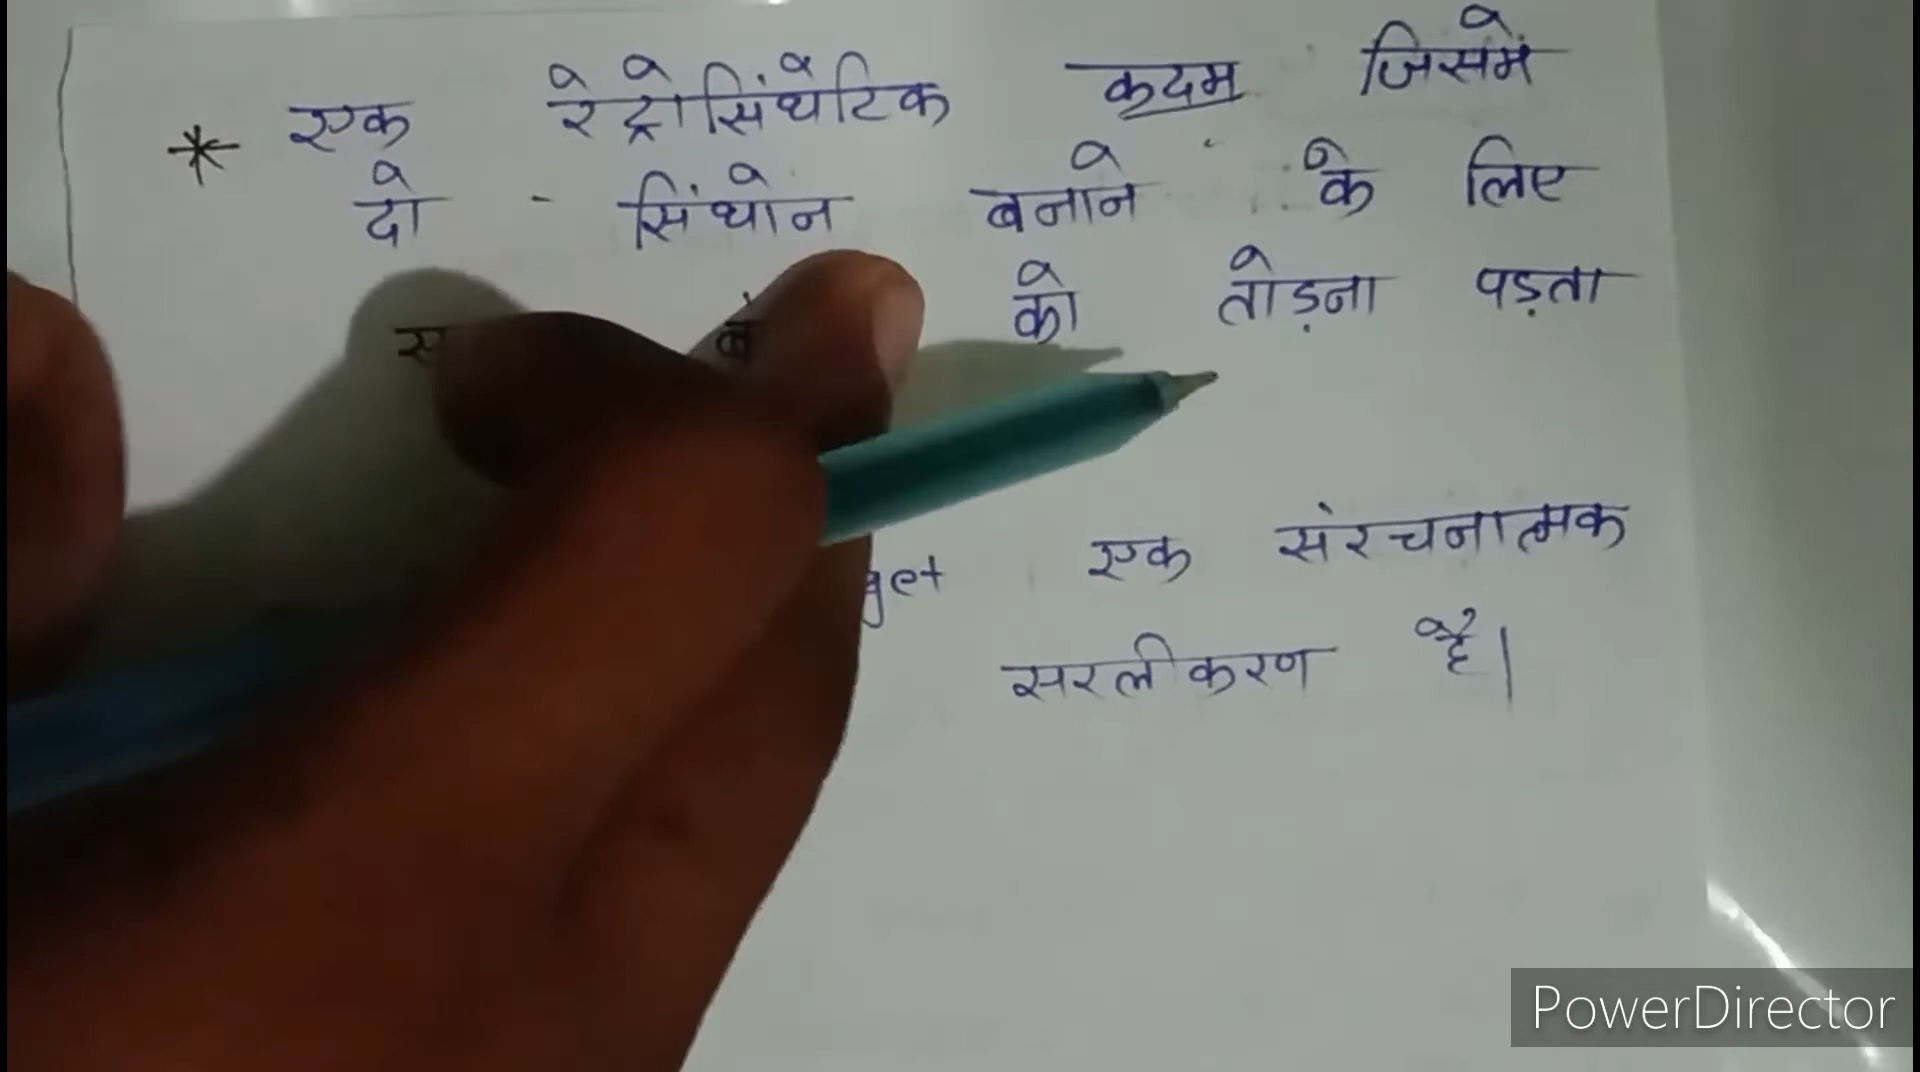 * एक रेट्रोसिंथेटिक कदम जिसमें
दो - सिंथोन बनाने के लिए
को तोड़ना पड़ता
get एक संरचनात्मक
सरलीकरण है।
PowerDirector